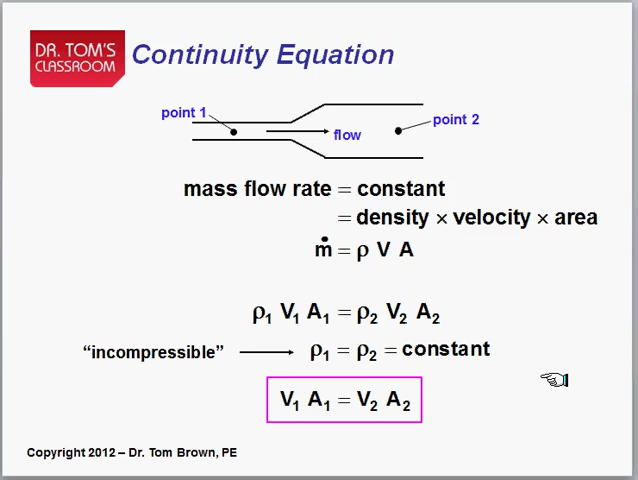 DR. TOM'S
CLASSROOM
Continuity Equation
point 1
point 2
flow
mass flow rate = constant
= density × velocity × area
ṁ = ρ V A
ρ₁ V₁ A₁ = ρ₂ V₂ A₂
“incompressible”
ρ₁ = ρ₂ = constant
V₁ A₁ = V₂ A₂
Copyright 2012 – Dr. Tom Brown, PE